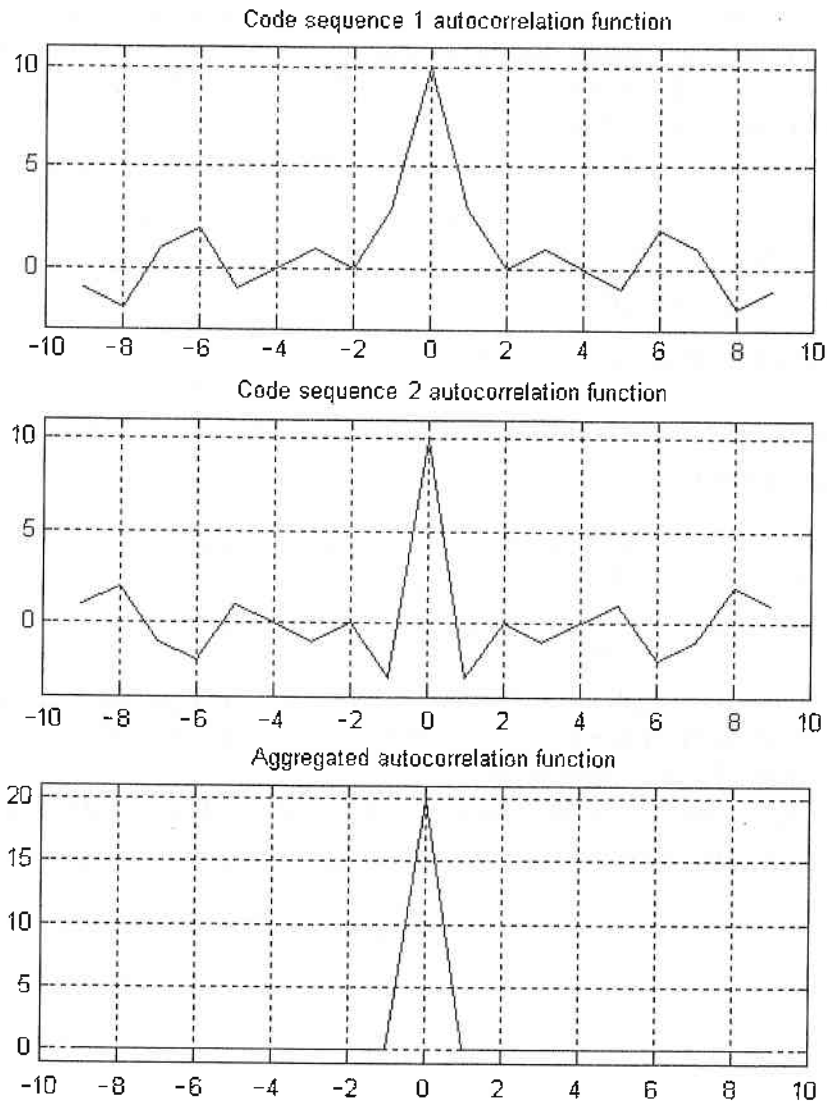 Code sequence 1 autocorrelation function
10
5
0
−10 −8 −6 −4 −2 0 2 4 6 8 10
Code sequence 2 autocorrelation function
10
5
0
−10 −8 −6 −4 −2 0 2 4 6 8 10
Aggregated autocorrelation function
20
15
10
5
0
−10 −8 −6 −4 −2 0 2 4 6 8 10